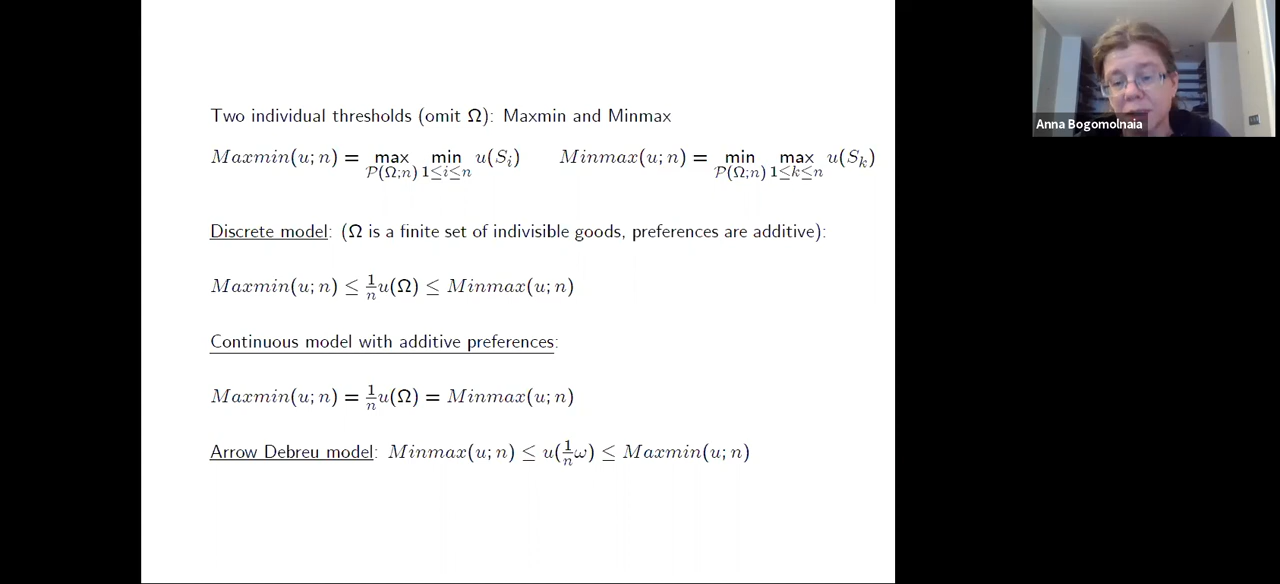 Two individual thresholds (omit Ω): Maxmin and Minmax
Maxmin(u; n) = max_{𝒫(Ω;n)} min_{1≤i≤n} u(S_i)    Minmax(u; n) = min_{𝒫(Ω;n)} max_{1≤k≤n} u(S_k)
Discrete model: (Ω is a finite set of indivisible goods, preferences are additive):
Maxmin(u; n) ≤ 1/n u(Ω) ≤ Minmax(u; n)
Continuous model with additive preferences:
Maxmin(u; n) = 1/n u(Ω) = Minmax(u; n)
Arrow Debreu model: Minmax(u; n) ≤ u(1/n ω) ≤ Maxmin(u; n)
Anna Bogomolnaia